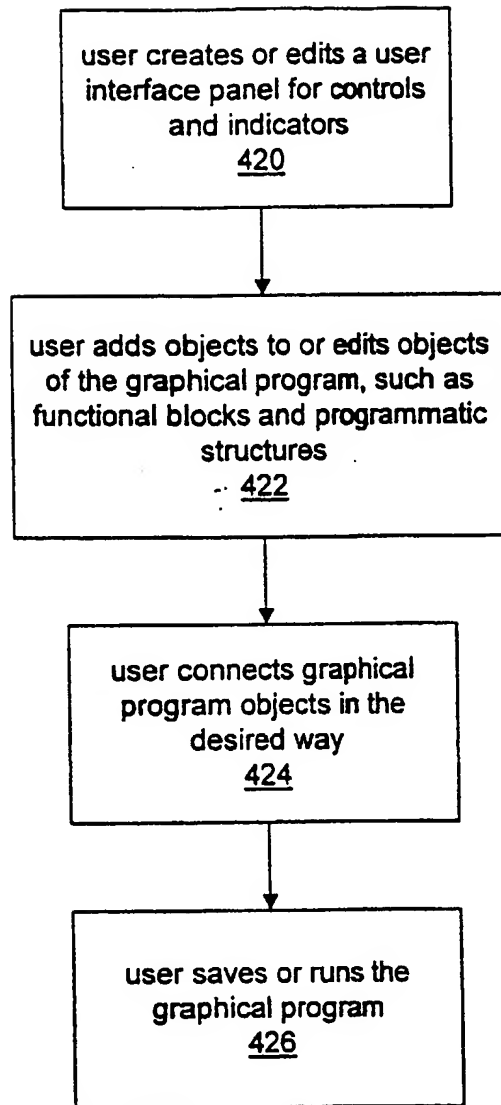 user creates or edits a user
interface panel for controls
and indicators
420
user adds objects to or edits objects
of the graphical program, such as
functional blocks and programmatic
structures
422
user connects graphical
program objects in the
desired way
424
user saves or runs the
graphical program
426